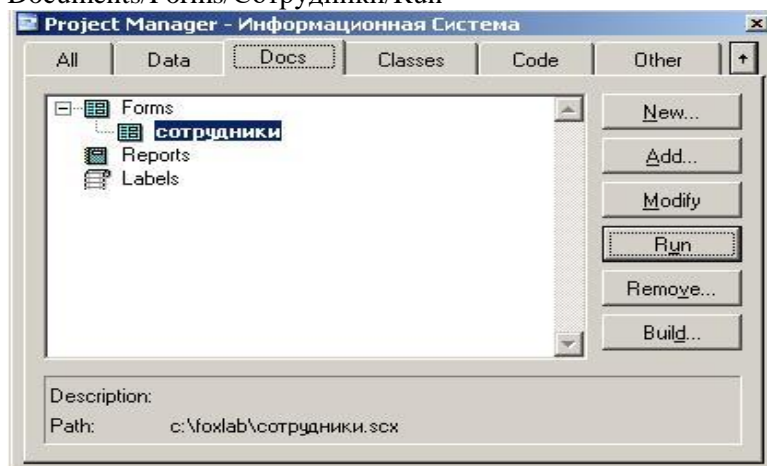 Documents/Forms/Сотрудники/Run
Project Manager - Информационная Система
All Data Docs Classes Code Other
Forms
сотрудники
Reports
Labels
New...
Add...
Modify
Run
Remove...
Build...
Description:
Path: c:\foxlab\сотрудники.scx